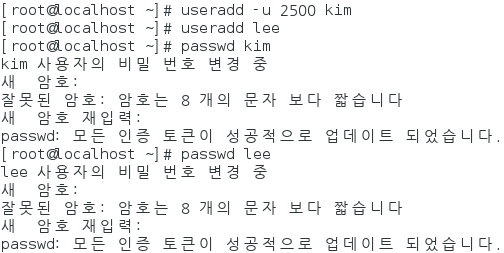 [root@localhost ~]# useradd -u 2500 kim
[root@localhost ~]# useradd lee
[root@localhost ~]# passwd kim
kim 사용자의 비밀 번호 변경 중
새 암호:
잘못된 암호: 암호는 8 개의 문자 보다 짧습니다
새 암호 재입력:
passwd: 모든 인증 토큰이 성공적으로 업데이트 되었습니다.
[root@localhost ~]# passwd lee
lee 사용자의 비밀 번호 변경 중
새 암호:
잘못된 암호: 암호는 8 개의 문자 보다 짧습니다
새 암호 재입력:
passwd: 모든 인증 토큰이 성공적으로 업데이트 되었습니다.